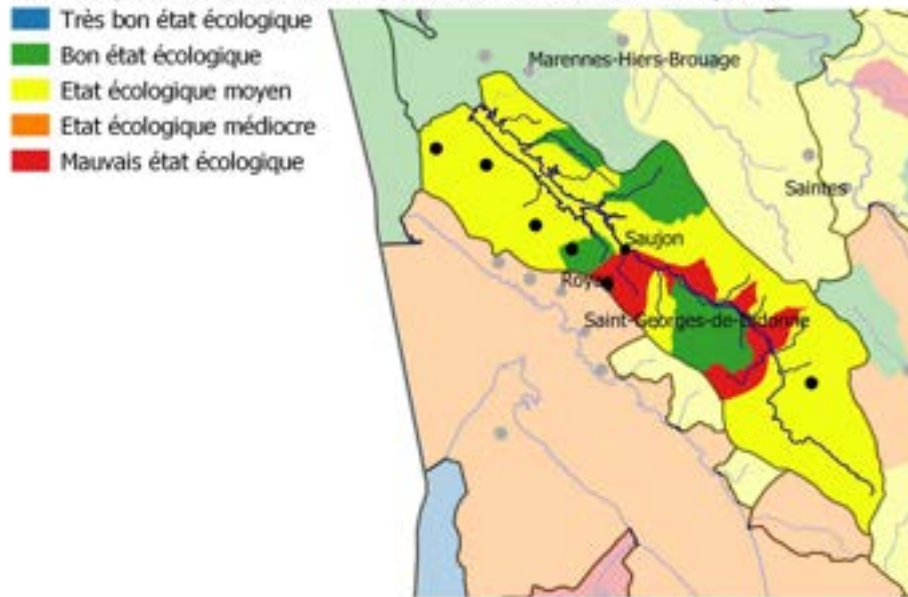 Très bon état écologique
Bon état écologique
Etat écologique moyen
Etat écologique médiocre
Mauvais état écologique
Marennes-Hiers-Brouage
Saintes
Saujon
Saint-Georges-de-Didonne